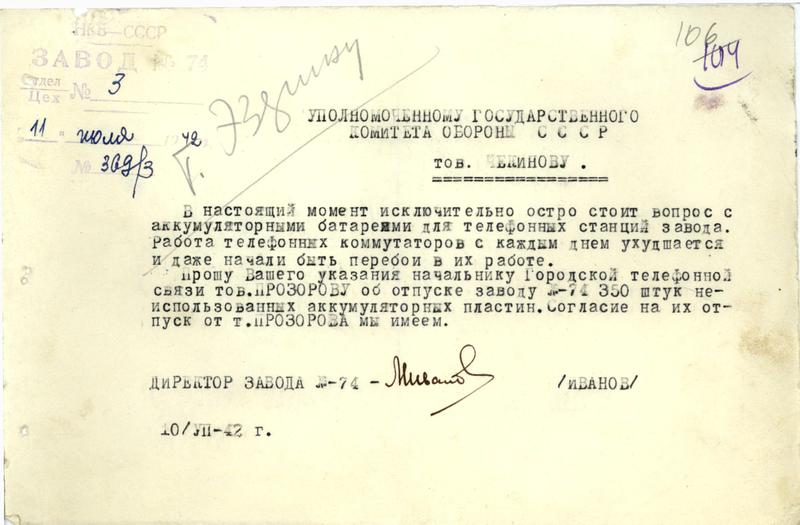 106
104
НКВ—СССР
ЗАВОД № 74
Отдел
Цех № 3
"11" июля 1942
№ 369/3
УПОЛНОМОЧЕННОМУ ГОСУДАРСТВЕННОГО
КОМИТЕТА ОБОРОНЫ С С С Р
тов. ЧЕКИНОВУ .
В настоящий момент исключительно остро стоит вопрос с
аккумуляторными батареями для телефонных станций завода.
Работа телефонных коммутаторов с каждым днем ухудшается
и даже начали быть перебои в их работе.
Прошу Вашего указания начальнику Городской телефонной
связи тов.ПРОЗОРОВУ об отпуске заводу №-74 350 штук не-
использованных аккумуляторных пластин.Согласие на их от-
пуск от т.ПРОЗОРОВА мы имеем.
ДИРЕКТОР ЗАВОДА №-74 - /ИВАНОВ/
10/УП-42 г.